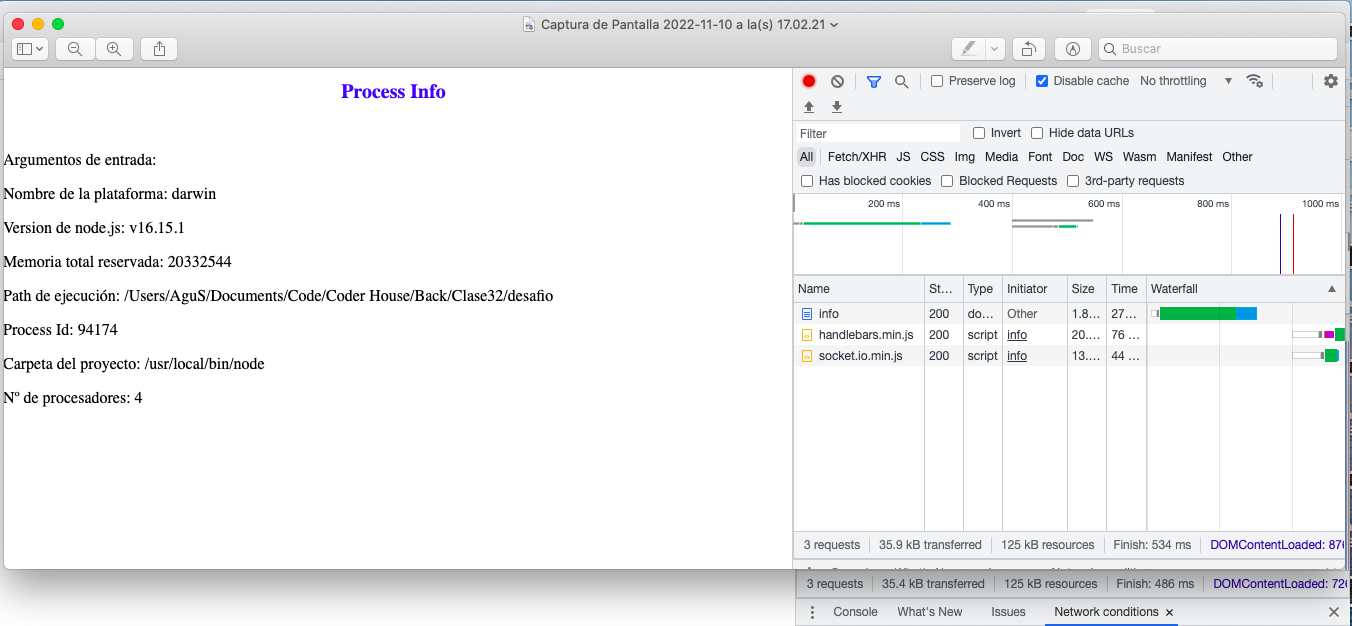 Captura de Pantalla 2022-11-10 a la(s) 17.02.21
Buscar
Process Info
Argumentos de entrada:
Nombre de la plataforma: darwin
Version de node.js: v16.15.1
Memoria total reservada: 20332544
Path de ejecución: /Users/AguS/Documents/Code/Coder House/Back/Clase32/desafio
Process Id: 94174
Carpeta del proyecto: /usr/local/bin/node
Nº de procesadores: 4
Preserve log Disable cache No throttling
Filter Invert Hide data URLs
All Fetch/XHR JS CSS Img Media Font Doc WS Wasm Manifest Other
Has blocked cookies Blocked Requests 3rd-party requests
200 ms 400 ms 600 ms 800 ms 1000 ms
Name St... Type Initiator Size Time Waterfall
info 200 do... Other 1.8... 27...
handlebars.min.js 200 script info 20.... 76 ...
socket.io.min.js 200 script info 13.... 44 ...
3 requests 35.9 kB transferred 125 kB resources Finish: 534 ms DOMContentLoaded: 876
3 requests 35.4 kB transferred 125 kB resources Finish: 486 ms DOMContentLoaded: 726
Console What's New Issues Network conditions